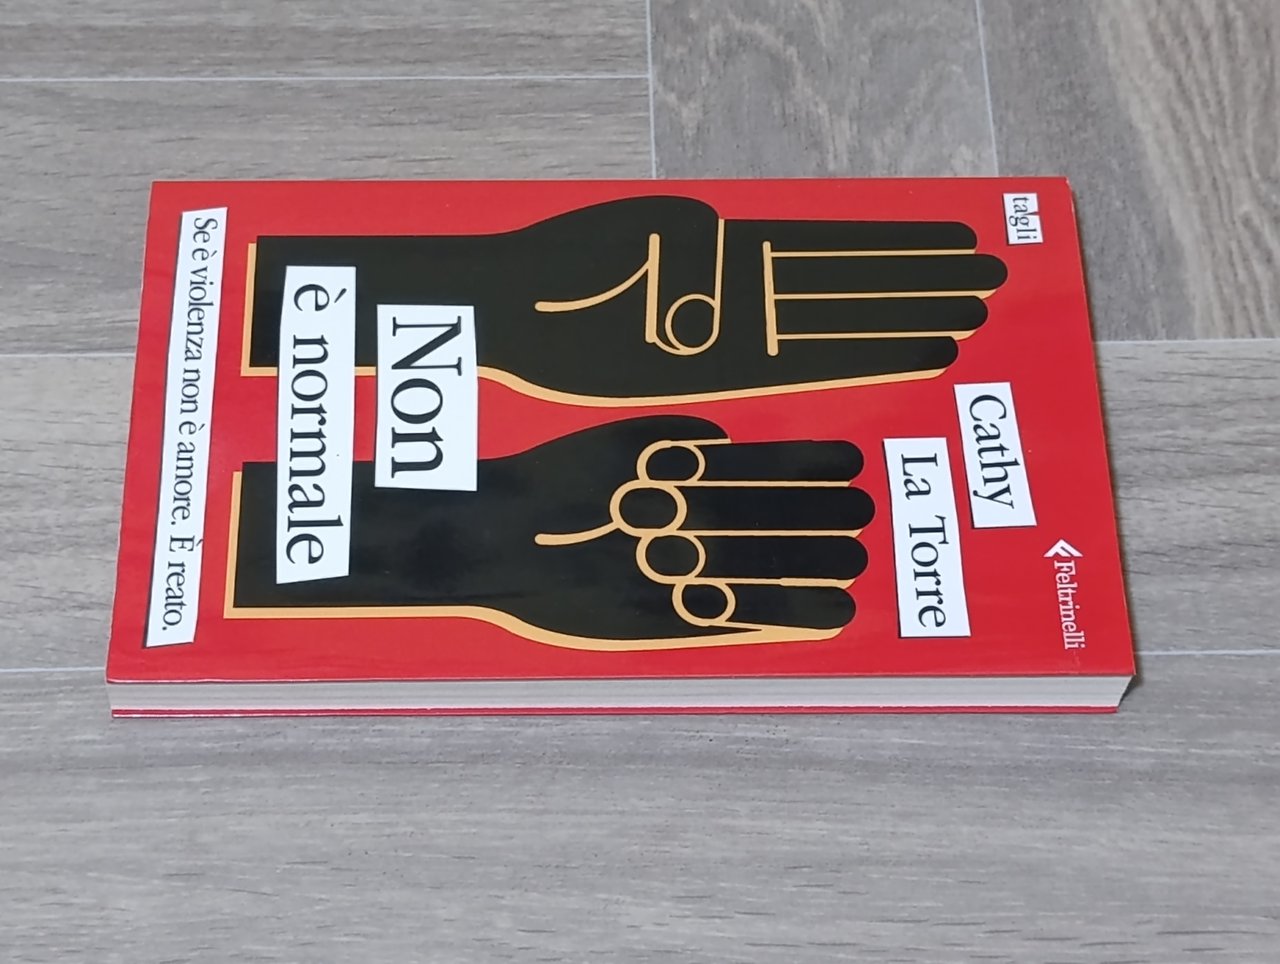 tagli
Cathy
La Torre
Feltrinelli
Non
è normale
Se è violenza non è amore. È reato.